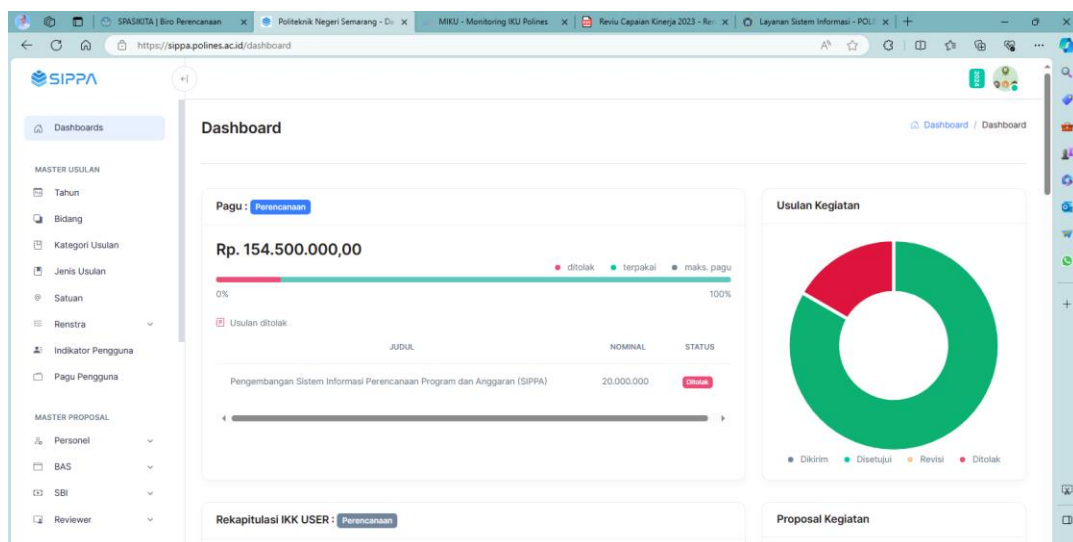 SPASIKITA | Biro Perencanaan
Politeknik Negeri Semarang - Da
MIKU - Monitoring IKU Polines
Reviu Capaian Kinerja 2023 - Re
Layanan Sistem Informasi - POLI
https://sippa.polines.ac.id/dashboard
SIPPA
2024
Dashboards
Dashboard
Dashboard / Dashboard
MASTER USULAN
Tahun
Bidang
Kategori Usulan
Jenis Usulan
Satuan
Renstra
Indikator Pengguna
Pagu Pengguna
MASTER PROPOSAL
Personel
BAS
SBI
Reviewer
Pagu : Perencanaan
Rp. 154.500.000,00
ditolak terpakai maks. pagu
0% 100%
Usulan ditolak
JUDUL NOMINAL STATUS
Pengembangan Sistem Informasi Perencanaan Program dan Anggaran (SIPPA) 20.000.000 Ditolak
Usulan Kegiatan
Dikirim Disetujui Revisi Ditolak
Rekapitulasi IKK USER : Perencanaan
Proposal Kegiatan